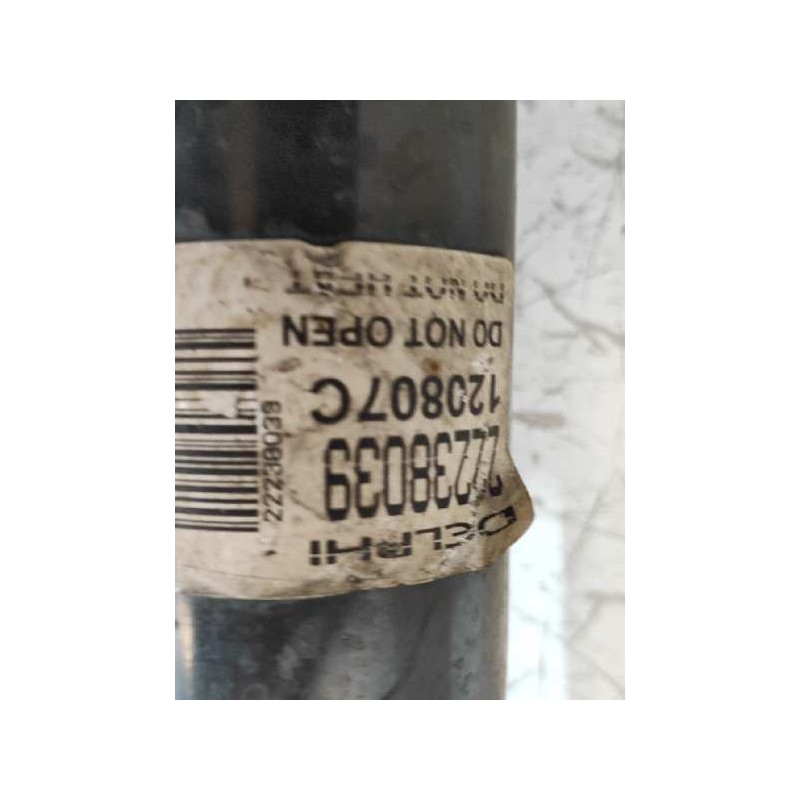 DELPHI
22238039
120807C
DO NOT OPEN
DO NOT HEAT
22238039